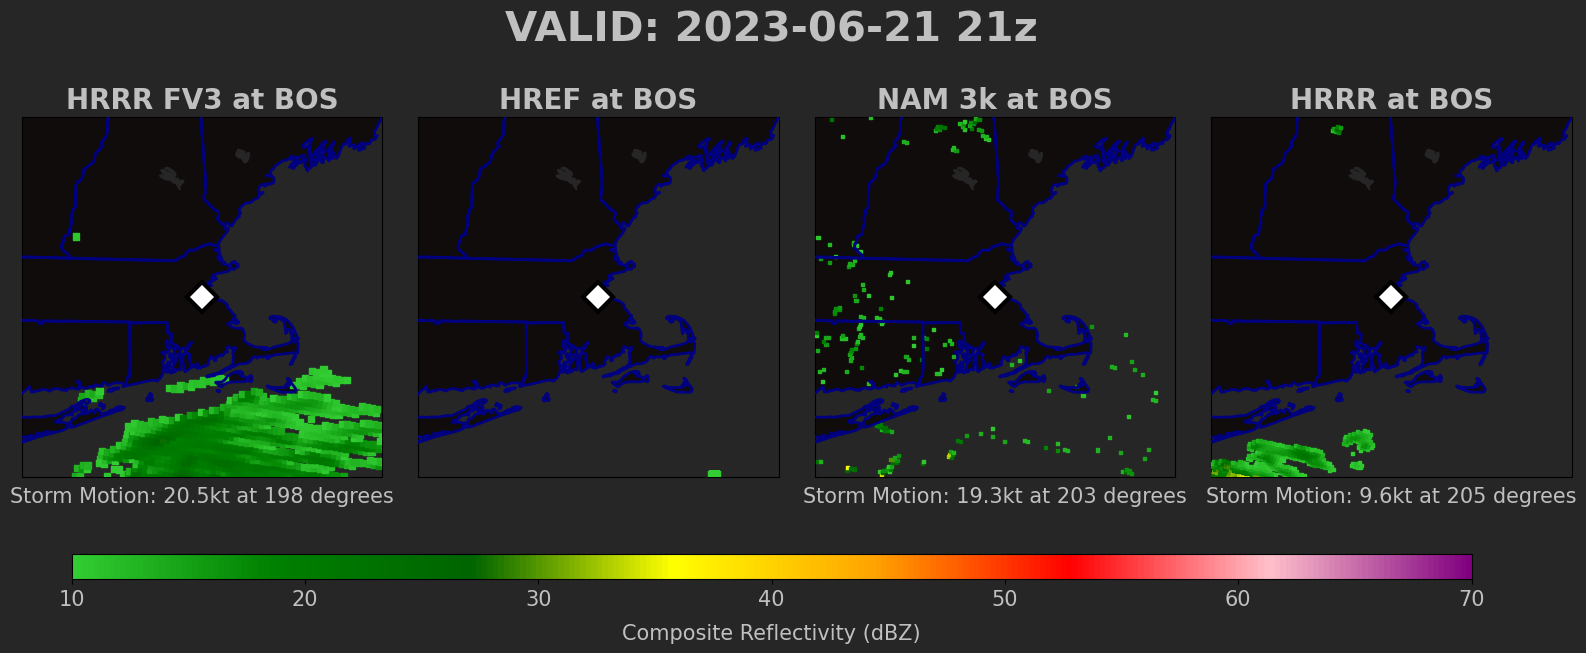 VALID: 2023-06-21 21z
HRRR FV3 at BOS
HREF at BOS
NAM 3k at BOS
HRRR at BOS
Storm Motion: 20.5kt at 198 degrees
Storm Motion: 19.3kt at 203 degrees
Storm Motion: 9.6kt at 205 degrees
10 20 30 40 50 60 70
Composite Reflectivity (dBZ)